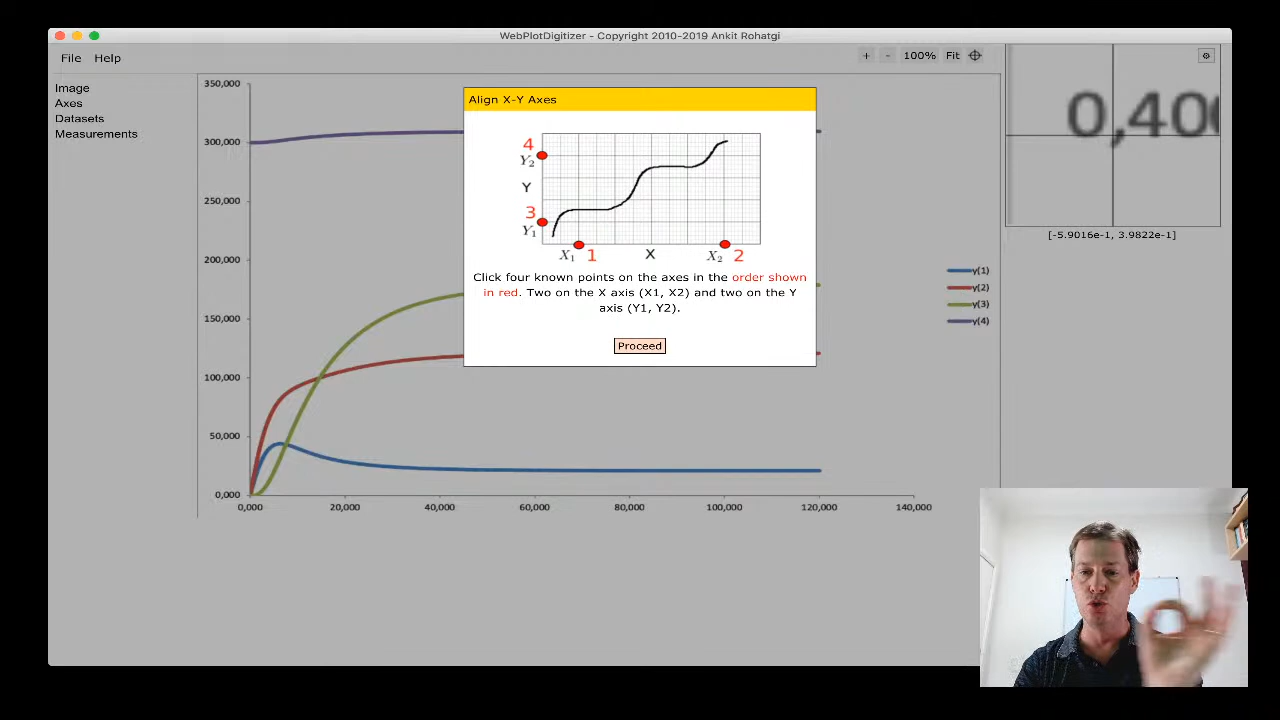 WebPlotDigitizer - Copyright 2010-2019 Ankit Rohatgi
File Help
+ - 100% Fit
Image
Axes
Datasets
Measurements
350,000
300,000
250,000
200,000
150,000
100,000
50,000
0,000
0,000 20,000 40,000 60,000 80,000 100,000 120,000 140,000
Align X-Y Axes
4
Y2
Y
3
Y1
X1 1 X X2 2
Click four known points on the axes in the order shown
in red. Two on the X axis (X1, X2) and two on the Y
axis (Y1, Y2).
Proceed
y(1)
y(2)
y(3)
y(4)
0,400
[-5.9016e-1, 3.9822e-1]